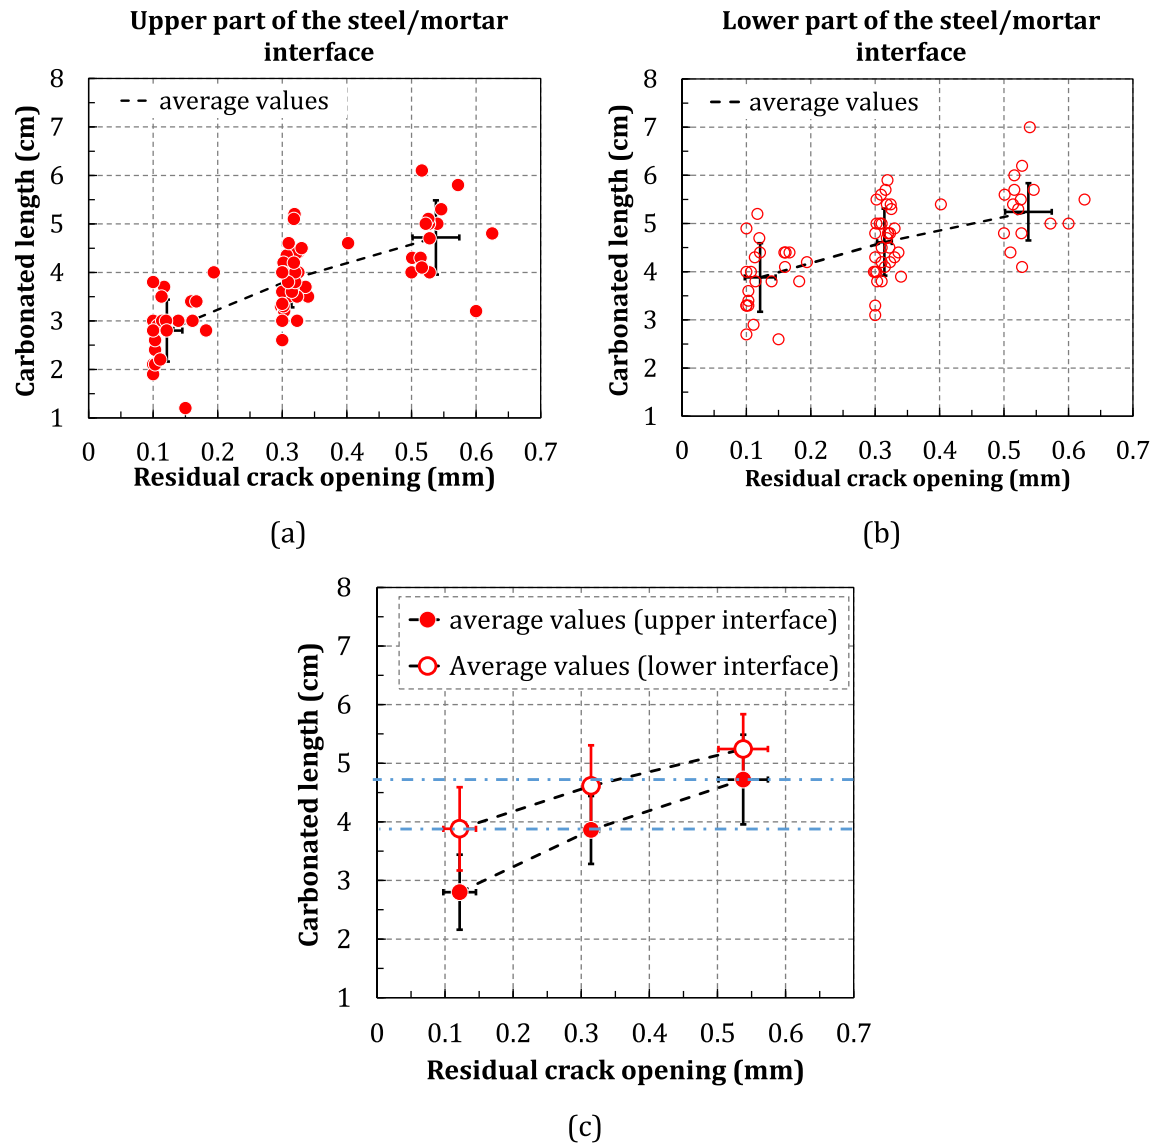 Upper part of the steel/mortar
interface
8
7
6
5
4
3
2
1
Carbonated length (cm)
average values
0 0.1 0.2 0.3 0.4 0.5 0.6 0.7
Residual crack opening (mm)
(a)
Lower part of the steel/mortar
interface
8
7
6
5
4
3
2
1
Carbonated length (cm)
average values
0 0.1 0.2 0.3 0.4 0.5 0.6 0.7
Residual crack opening (mm)
(b)
8
7
6
5
4
3
2
1
Carbonated length (cm)
average values (upper interface)
Average values (lower interface)
0 0.1 0.2 0.3 0.4 0.5 0.6 0.7
Residual crack opening (mm)
(c)